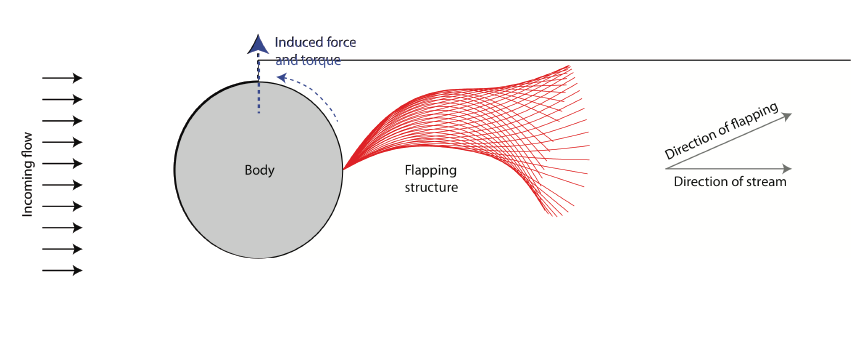 Induced force
and torque
Incoming flow
Body
Flapping
structure
Direction of flapping
Direction of stream